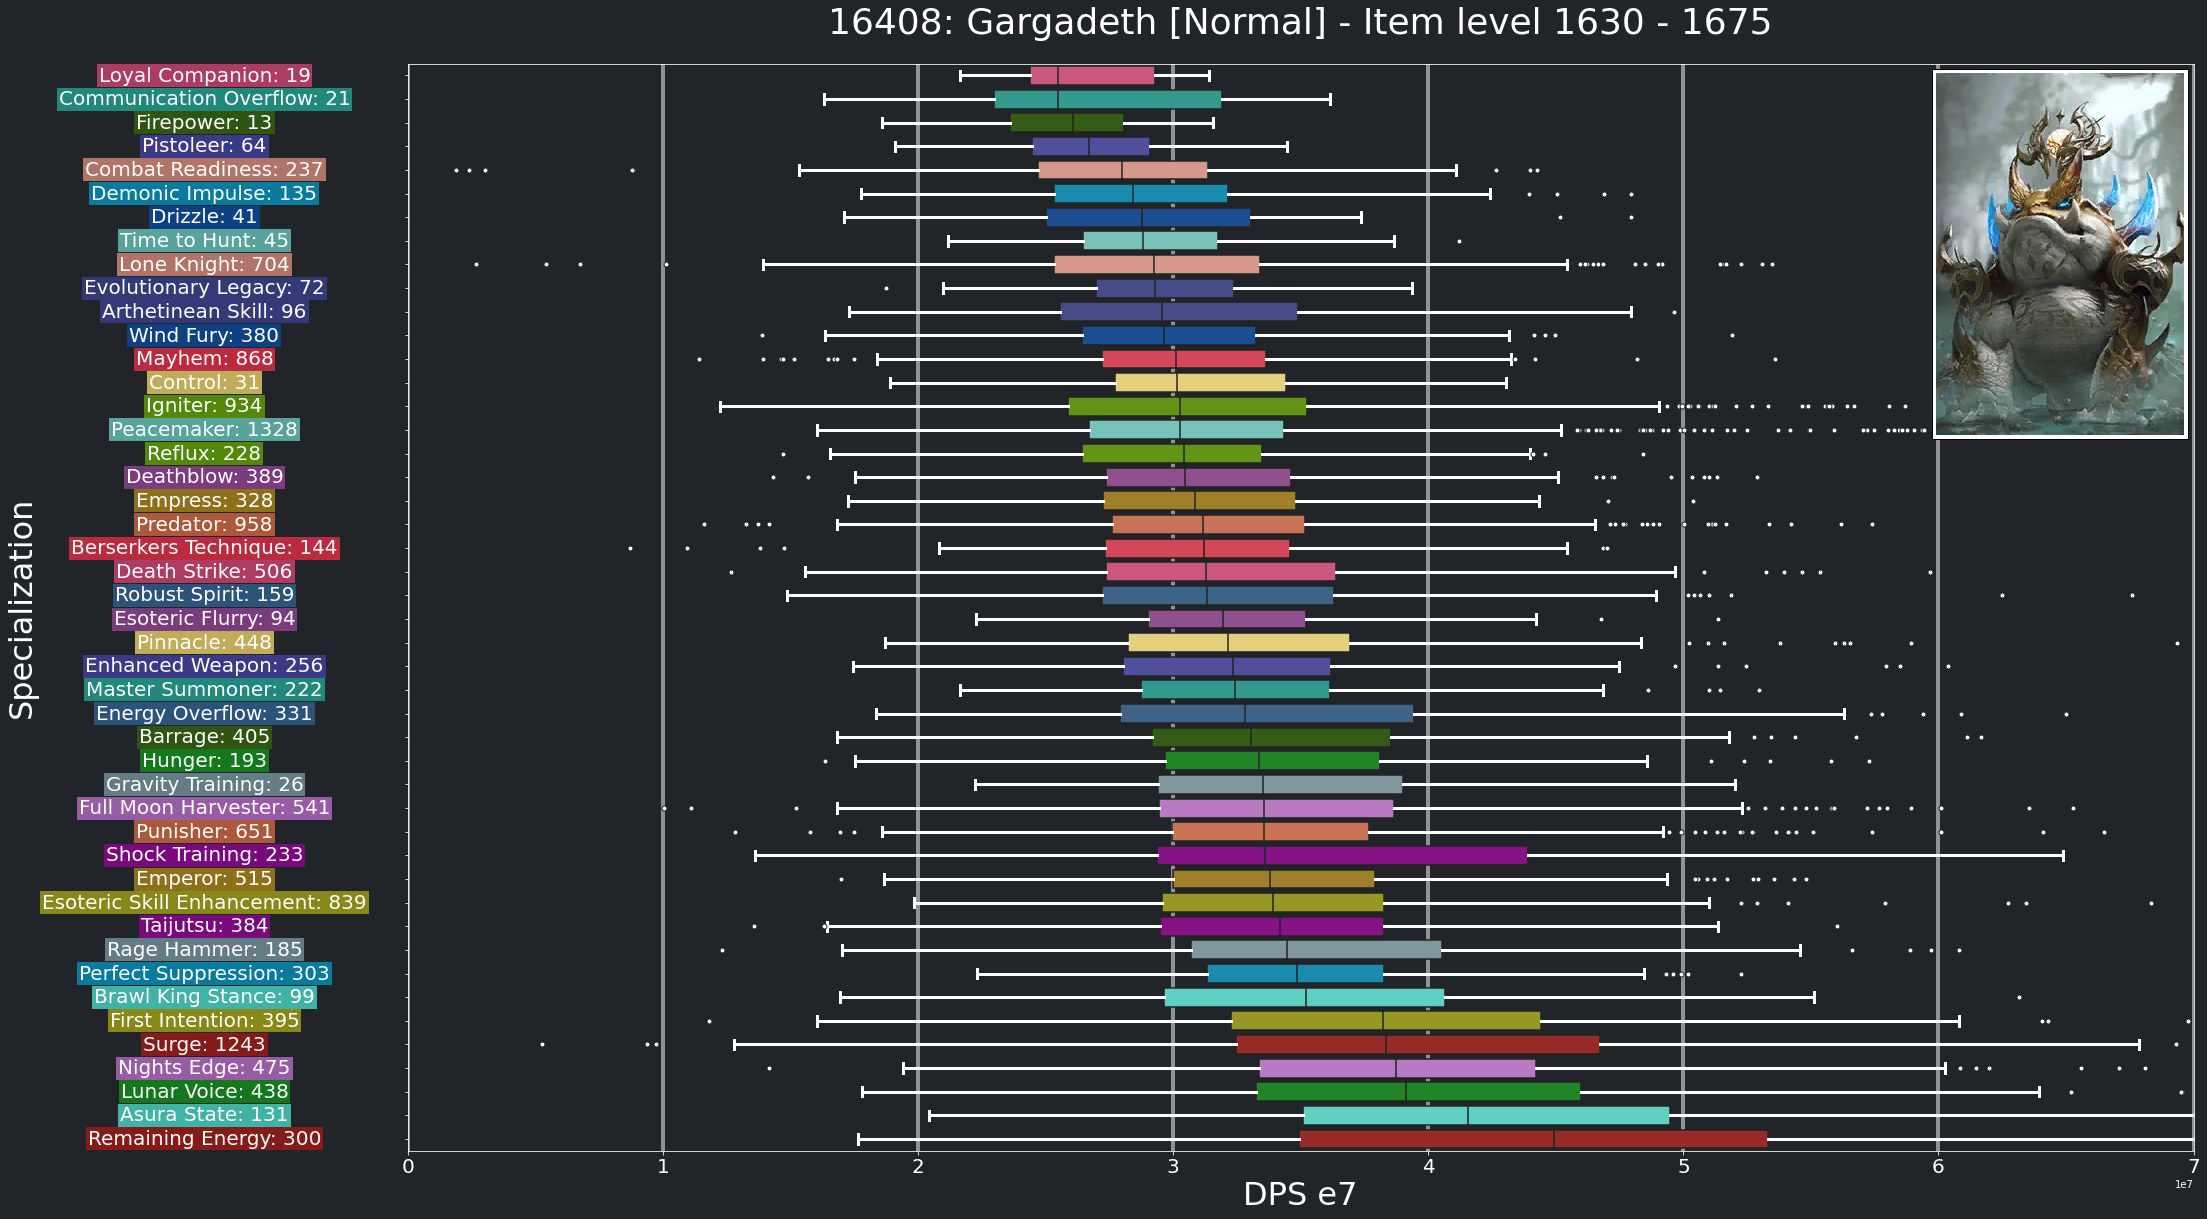 16408: Gargadeth [Normal] - Item level 1630 - 1675
Specialization
Loyal Companion: 19
Communication Overflow: 21
Firepower: 13
Pistoleer: 64
Combat Readiness: 237
Demonic Impulse: 135
Drizzle: 41
Time to Hunt: 45
Lone Knight: 704
Evolutionary Legacy: 72
Arthetinean Skill: 96
Wind Fury: 380
Mayhem: 868
Control: 31
Igniter: 934
Peacemaker: 1328
Reflux: 228
Deathblow: 389
Empress: 328
Predator: 958
Berserkers Technique: 144
Death Strike: 506
Robust Spirit: 159
Esoteric Flurry: 94
Pinnacle: 448
Enhanced Weapon: 256
Master Summoner: 222
Energy Overflow: 331
Barrage: 405
Hunger: 193
Gravity Training: 26
Full Moon Harvester: 541
Punisher: 651
Shock Training: 233
Emperor: 515
Esoteric Skill Enhancement: 839
Taijutsu: 384
Rage Hammer: 185
Perfect Suppression: 303
Brawl King Stance: 99
First Intention: 395
Surge: 1243
Nights Edge: 475
Lunar Voice: 438
Asura State: 131
Remaining Energy: 300
0 1 2 3 4 5 6 7
1e7
DPS e7